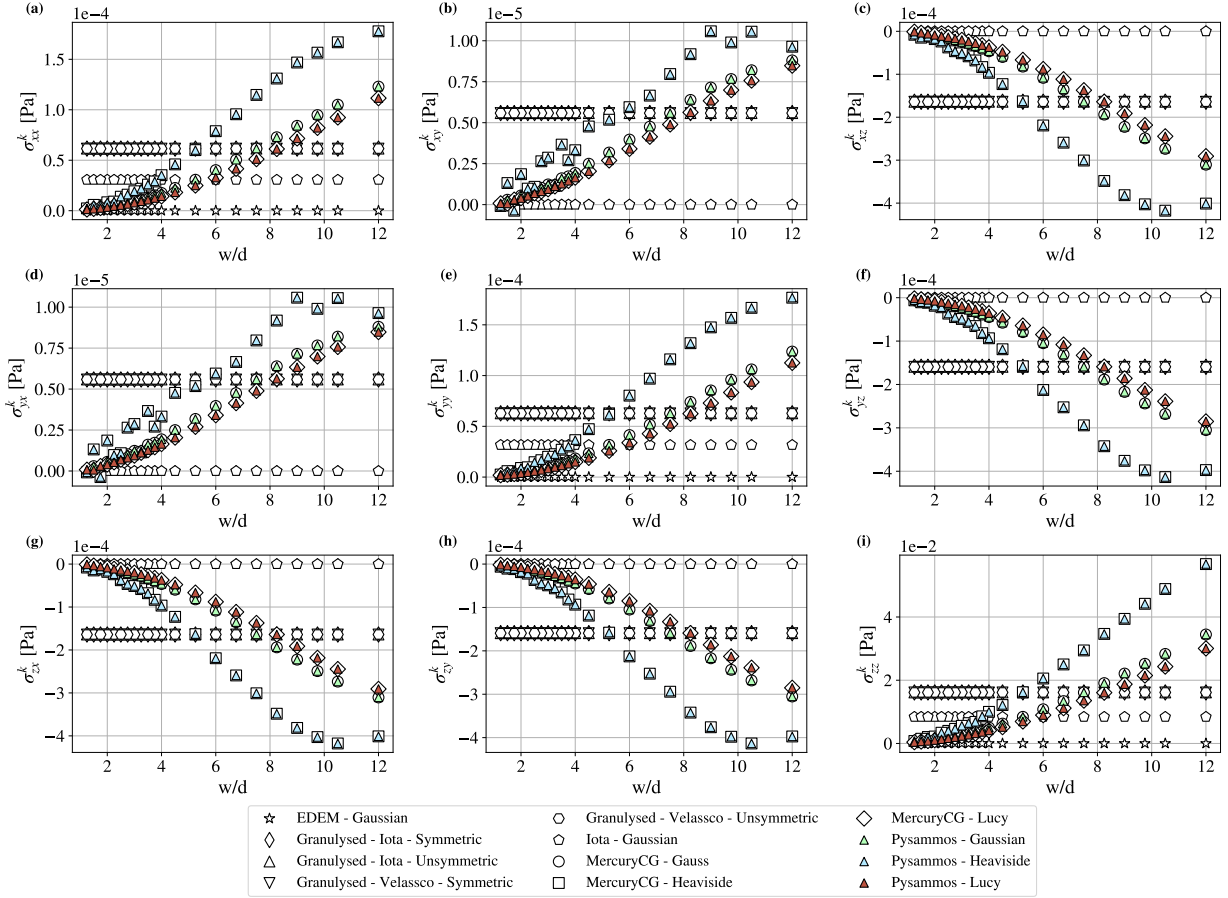 (a) (b) (c)
1e−4 1e−5 1e−4
1.5
1.0
0.5
0.0
σ^k_xx [Pa]
2 4 6 8 10 12
w/d
1.00
0.75
0.50
0.25
0.00
σ^k_xy [Pa]
2 4 6 8 10 12
w/d
0
−1
−2
−3
−4
σ^k_xz [Pa]
2 4 6 8 10 12
w/d
(d) (e) (f)
1e−5 1e−4 1e−4
1.00
0.75
0.50
0.25
0.00
σ^k_yx [Pa]
2 4 6 8 10 12
w/d
1.5
1.0
0.5
0.0
σ^k_yy [Pa]
2 4 6 8 10 12
w/d
0
−1
−2
−3
−4
σ^k_yz [Pa]
2 4 6 8 10 12
w/d
(g) (h) (i)
1e−4 1e−4 1e−2
0
−1
−2
−3
−4
σ^k_zx [Pa]
2 4 6 8 10 12
w/d
0
−1
−2
−3
−4
σ^k_zy [Pa]
2 4 6 8 10 12
w/d
4
2
0
σ^k_zz [Pa]
2 4 6 8 10 12
w/d
EDEM - Gaussian
Granulysed - Iota - Symmetric
Granulysed - Iota - Unsymmetric
Granulysed - Velassco - Symmetric
Granulysed - Velassco - Unsymmetric
Iota - Gaussian
MercuryCG - Gauss
MercuryCG - Heaviside
MercuryCG - Lucy
Pysammos - Gaussian
Pysammos - Heaviside
Pysammos - Lucy